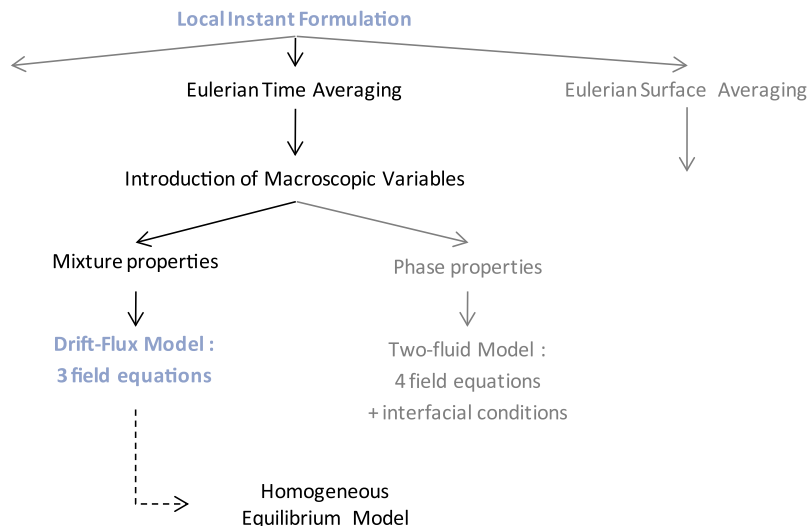 Local Instant Formulation
Eulerian Time Averaging
Eulerian Surface Averaging
Introduction of Macroscopic Variables
Mixture properties
Phase properties
Drift-Flux Model :
3 field equations
Two-fluid Model :
4 field equations
+ interfacial conditions
Homogeneous
Equilibrium Model